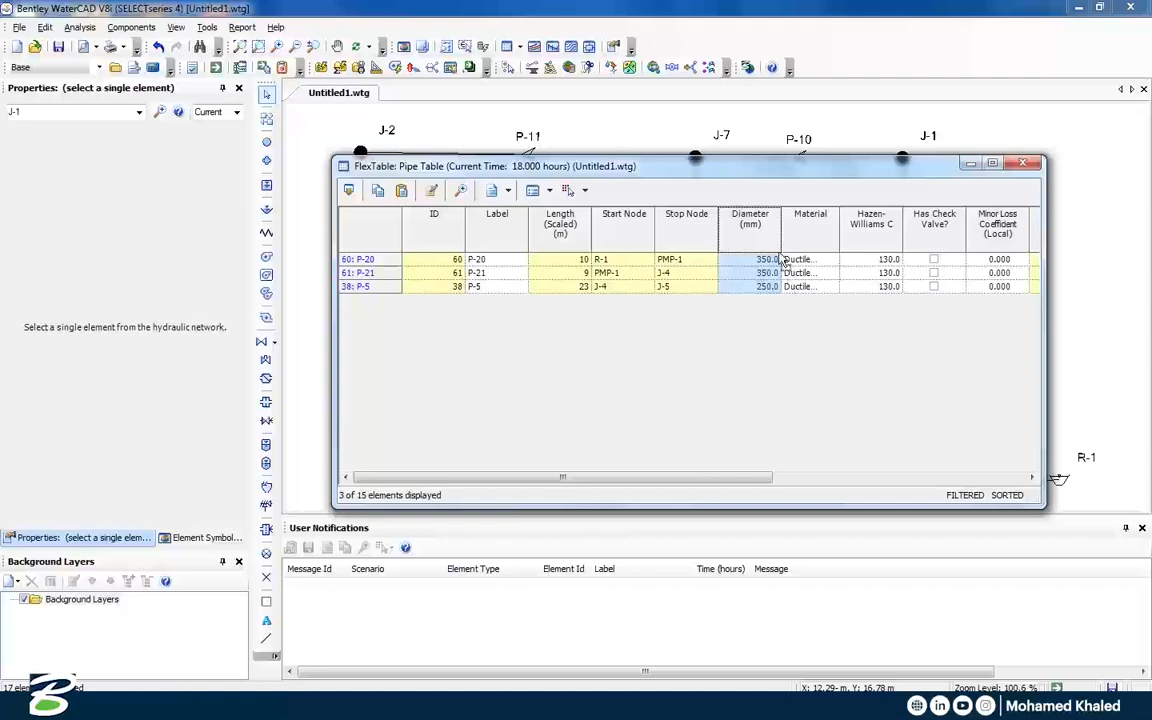 Bentley WaterCAD V8i (SELECTseries 4) [Untitled1.wtg]
File Edit Analysis Components View Tools Report Help
Base
Properties: (select a single element)
J-1 Current
Select a single element from the hydraulic network.
Properties: (select a single elem... Element Symbol...
Background Layers
Background Layers
Untitled1.wtg
J-2 P-11 J-7 P-10 J-1
FlexTable: Pipe Table (Current Time: 18.000 hours) (Untitled1.wtg)
ID Label Length (Scaled) (m) Start Node Stop Node Diameter (mm) Material Hazen-Williams C Has Check Valve? Minor Loss Coefficient (Local)
60: P-20 60 P-20 10 R-1 PMP-1 350.0 Ductile... 130.0 0.000
61: P-21 61 P-21 9 PMP-1 J-4 350.0 Ductile... 130.0 0.000
38: P-5 38 P-5 23 J-4 J-5 250.0 Ductile... 130.0 0.000
3 of 15 elements displayed FILTERED SORTED
R-1
User Notifications
Message Id Scenario Element Type Element Id Label Time (hours) Message
X: 12.29- m, Y: 16.78 m Zoom Level: 100.6 %
Mohamed Khaled